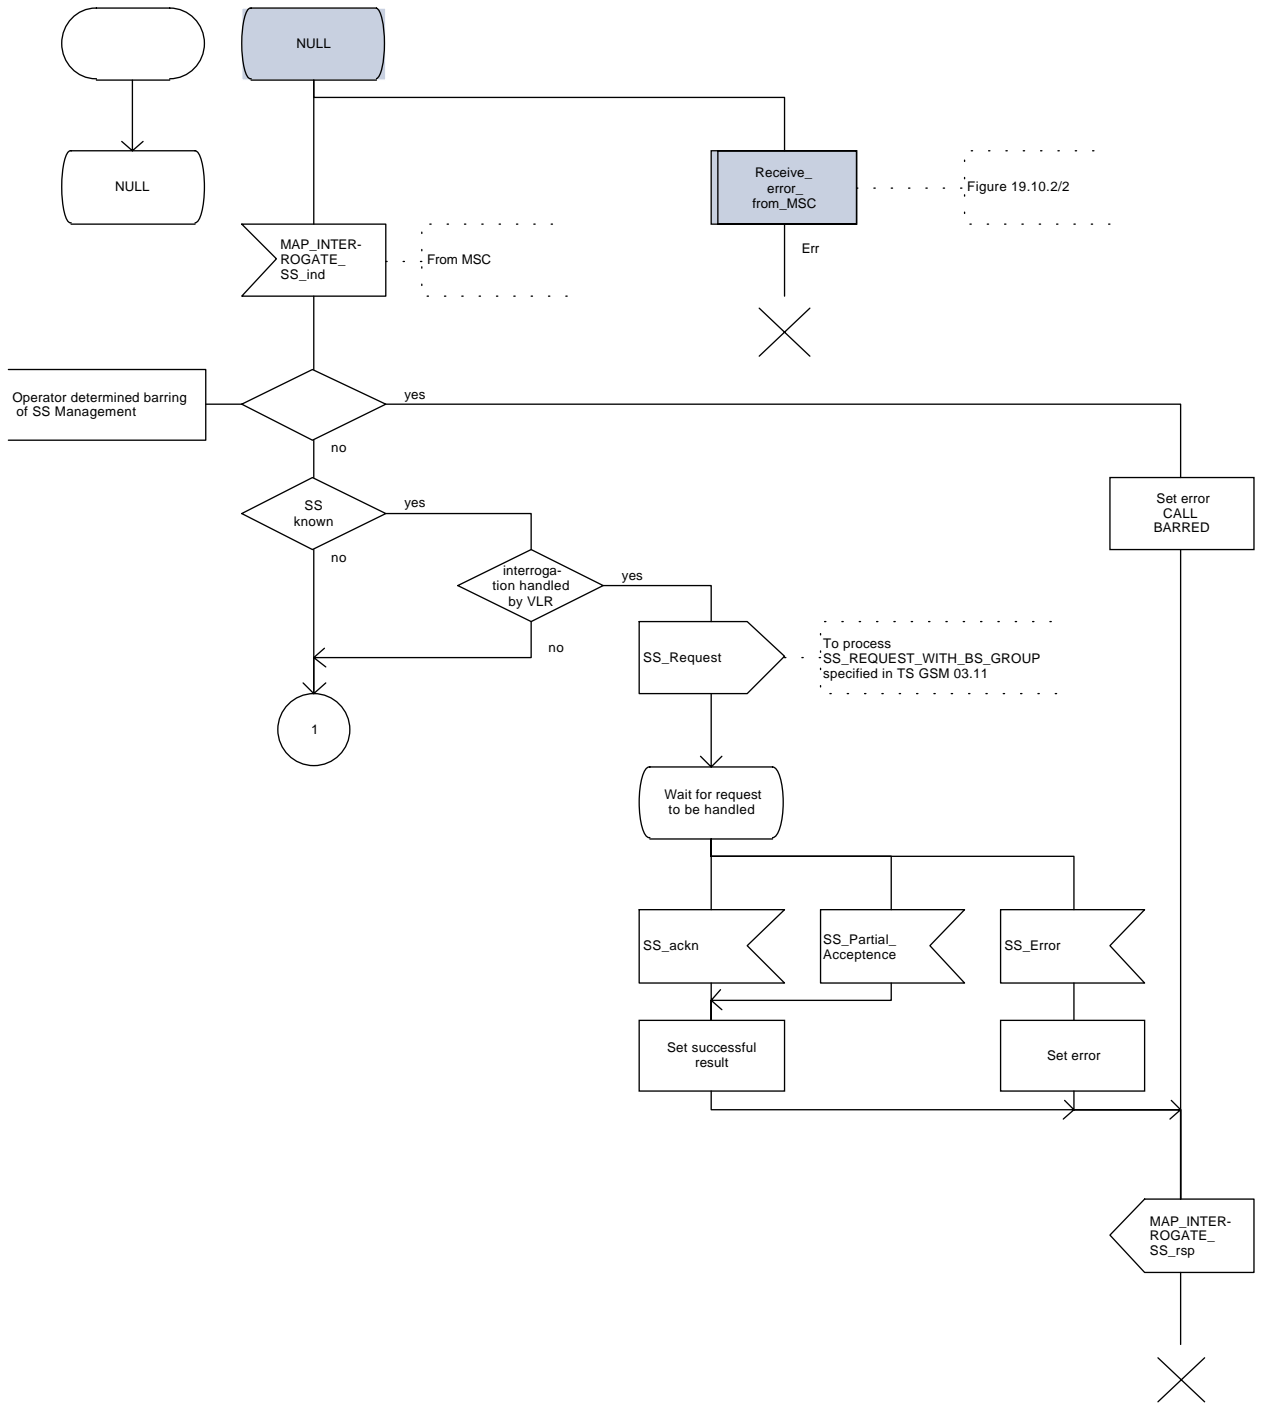 NULL
NULL
Receive_
error_
from_MSC
Figure 19.10.2/2
MAP_INTER-
ROGATE_
SS_ind
From MSC
Err
Operator determined barring
of SS Management
yes
no
SS
known
yes
no
Set error
CALL
BARRED
interroga-
tion handled
by VLR
yes
no
SS_Request
To process
SS_REQUEST_WITH_BS_GROUP
specified in TS GSM 03.11
1
Wait for request
to be handled
SS_ackn
SS_Partial_
Acceptence
SS_Error
Set successful
result
Set error
MAP_INTER-
ROGATE_
SS_rsp